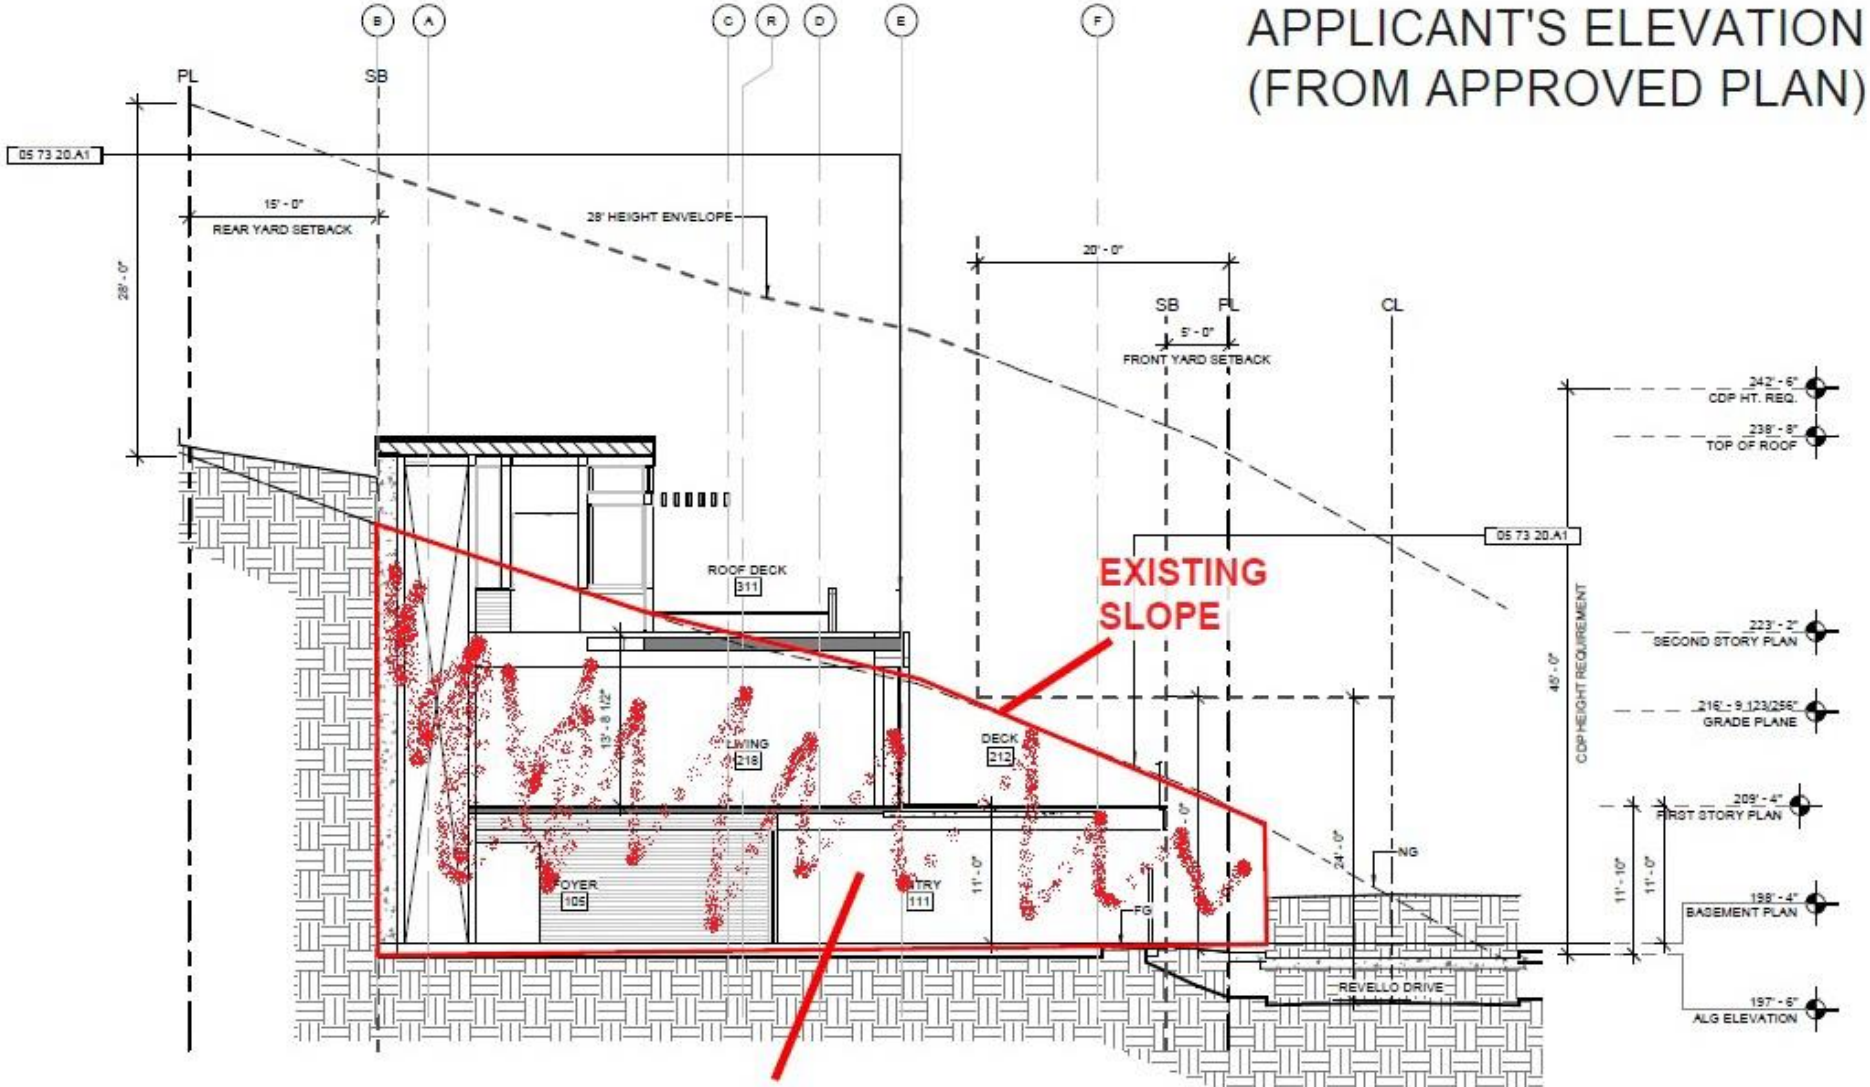 B A C R D E F
APPLICANT'S ELEVATION
(FROM APPROVED PLAN)
PL
SB
05 73 20.A1
15' - 0"
REAR YARD SETBACK
28' - 0"
28' HEIGHT ENVELOPE
20' - 0"
SB PL CL
5' - 0"
FRONT YARD SETBACK
242' - 6"
CDP HT. REQ.
238' - 8"
TOP OF ROOF
05 73 20.A1
EXISTING
SLOPE
ROOF DECK
311
CDP HEIGHT REQUIREMENT
223' - 2"
SECOND STORY PLAN
216' - 9 123/256"
GRADE PLANE
13' - 8 1/2"
LIVING
218
DECK
212
209' - 4"
FIRST STORY PLAN
24' - 0"
NG
11' - 0"
11' - 10"
11' - 0"
FOYER
105
111
FG
198' - 4"
BASEMENT PLAN
REVELLO DRIVE
197' - 6"
ALG ELEVATION